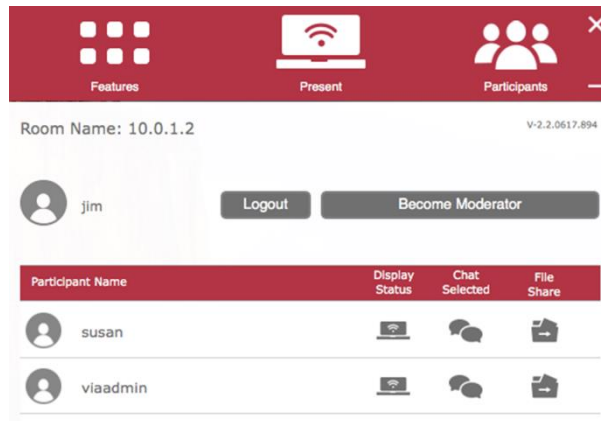 Features Present Participants
Room Name: 10.0.1.2 V-2.2.0617.894
jim Logout Become Moderator
Participant Name Display Status Chat Selected File Share
susan
viaadmin